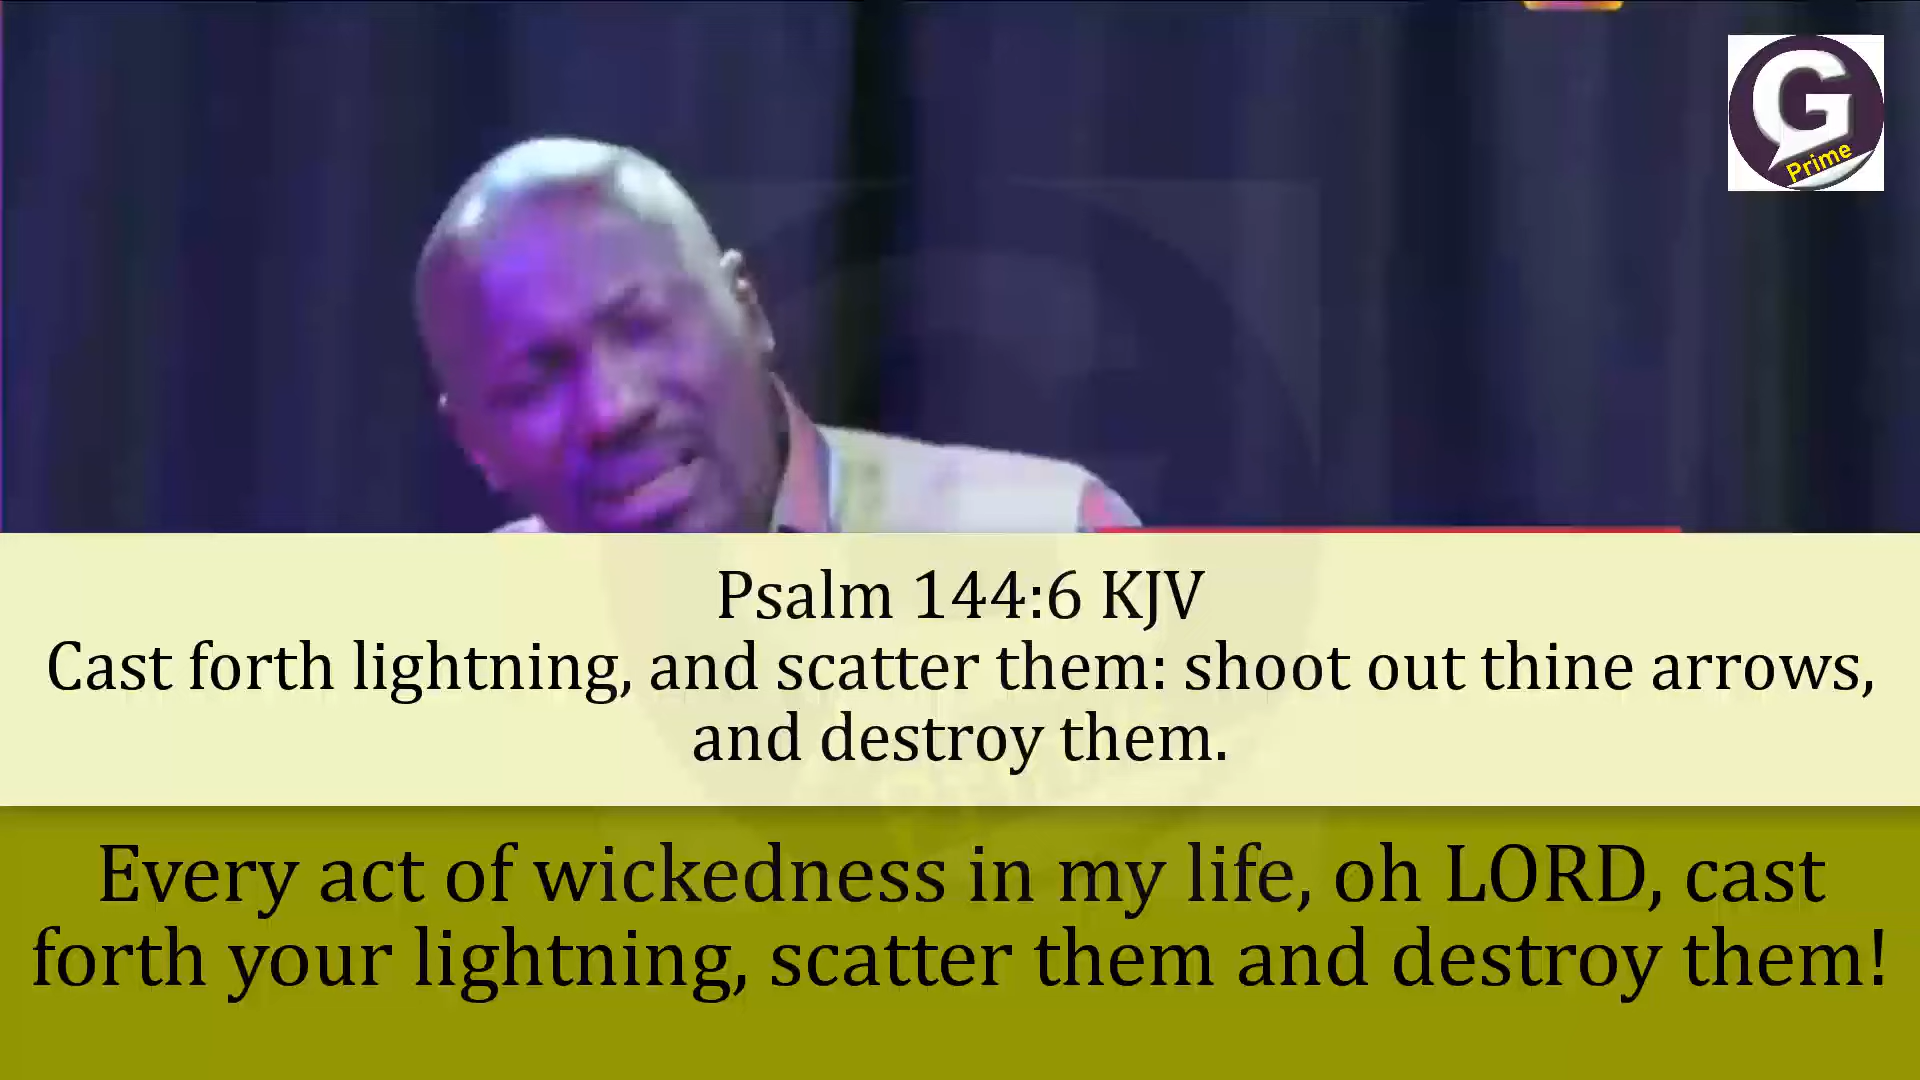 G
Prime
Psalm 144:6 KJV
Cast forth lightning, and scatter them: shoot out thine arrows,
and destroy them.
Every act of wickedness in my life, oh LORD, cast
forth your lightning, scatter them and destroy them!